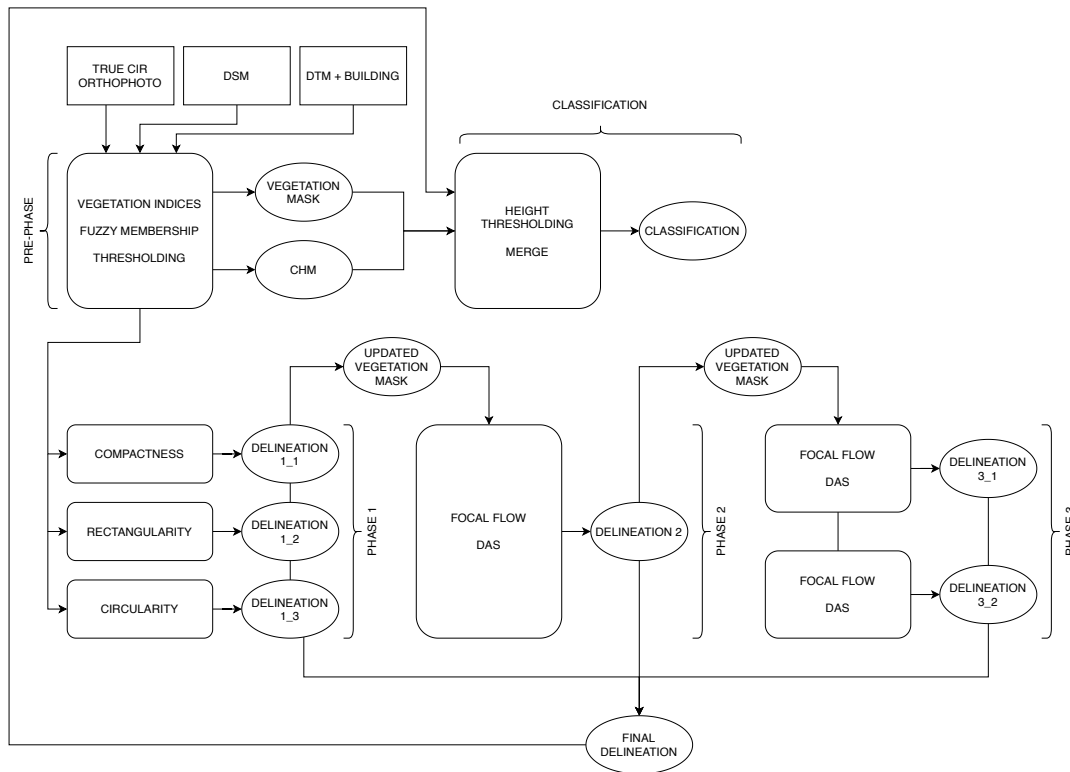 TRUE CIR
ORTHOPHOTO
DSM
DTM + BUILDING
CLASSIFICATION
PRE-PHASE
VEGETATION INDICES
FUZZY MEMBERSHIP
THRESHOLDING
VEGETATION
MASK
CHM
HEIGHT
THRESHOLDING
MERGE
CLASSIFICATION
UPDATED
VEGETATION
MASK
UPDATED
VEGETATION
MASK
COMPACTNESS
DELINEATION
1_1
RECTANGULARITY
DELINEATION
1_2
CIRCULARITY
DELINEATION
1_3
PHASE 1
FOCAL FLOW
DAS
DELINEATION 2
PHASE 2
FOCAL FLOW
DAS
DELINEATION
3_1
FOCAL FLOW
DAS
DELINEATION
3_2
PHASE 3
FINAL
DELINEATION